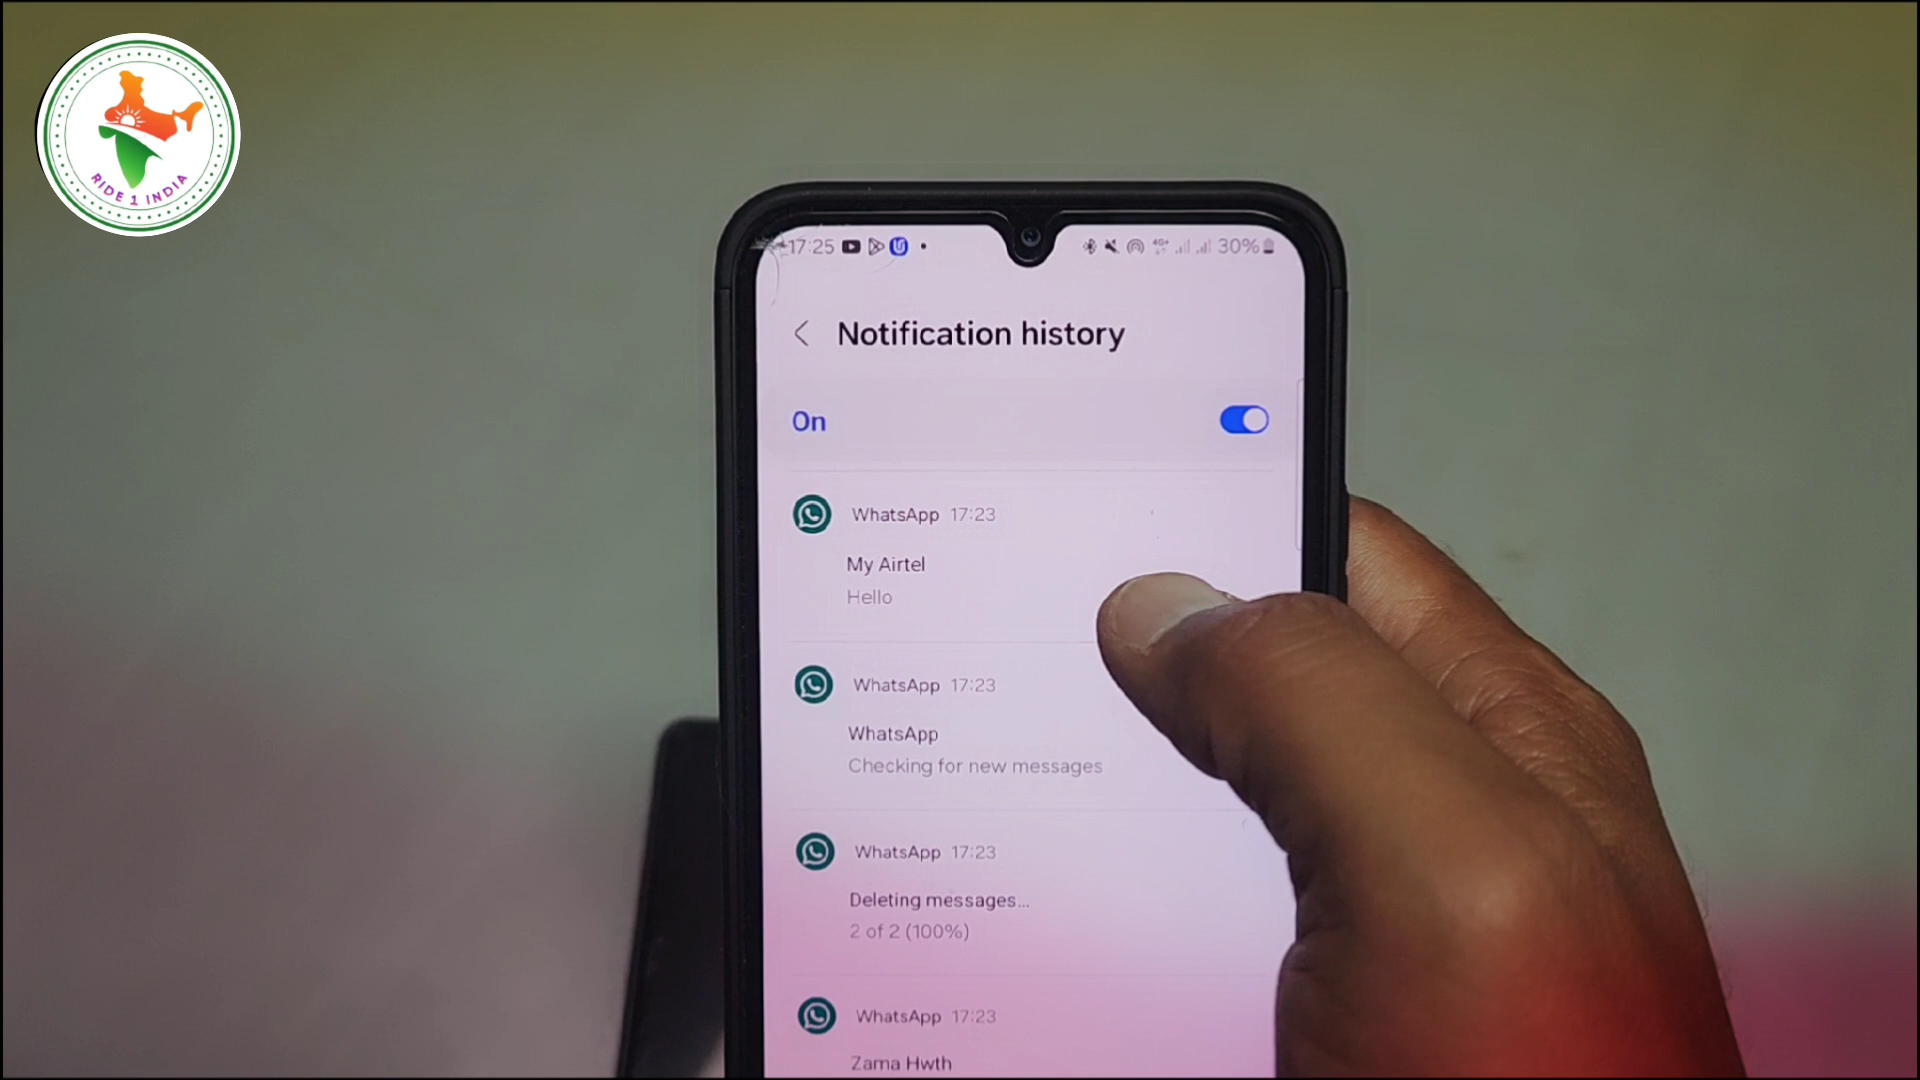 RIDE 1 INDIA
17:25
4G+
30%
Notification history
On
WhatsApp 17:23
My Airtel
Hello
WhatsApp 17:23
WhatsApp
Checking for new messages
WhatsApp 17:23
Deleting messages...
2 of 2 (100%)
WhatsApp 17:23
Zama Hwth